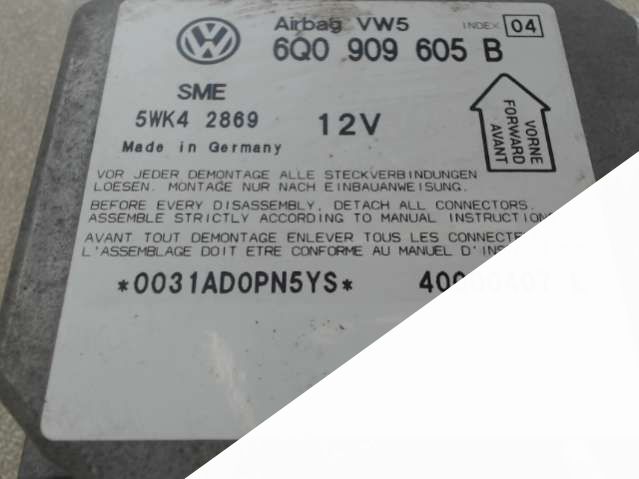 Airbag VW5 INDEX 04
6Q0 909 605 B
SME
5WK4 2869 12V
Made in Germany
VORNE
FORWARD
AVANT
VOR JEDER DEMONTAGE ALLE STECKVERBINDUNGEN
LOESEN. MONTAGE NUR NACH EINBAUANWEISUNG.
BEFORE EVERY DISASSEMBLY, DETACH ALL CONNECTORS.
ASSEMBLE STRICTLY ACCORDING TO MANUAL
AVANT TOUT DEMONTAGE ENLEVER TOUS LES
L'ASSEMBLAGE DOIT ETRE CONFORME AU MANUEL
*0031AD0PN5YS*